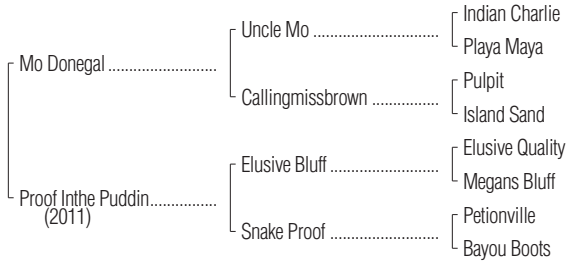 Indian Charlie
Uncle Mo
Playa Maya
Mo Donegal
Pulpit
Callingmissbrown
Island Sand
Elusive Quality
Elusive Bluff
Megans Bluff
Proof Inthe Puddin
(2011)
Petionville
Snake Proof
Bayou Boots